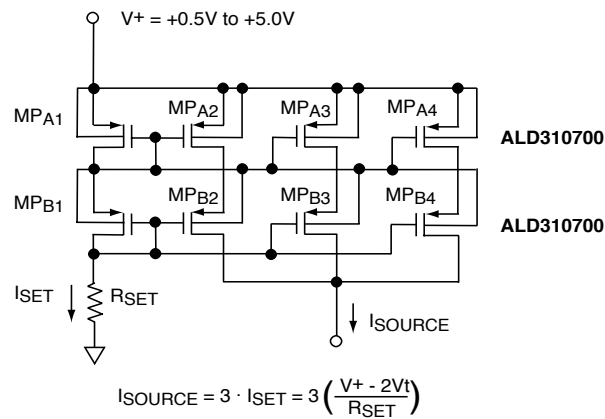 V+ = +0.5V to +5.0V
MPA1
MPA2
MPA3
MPA4
ALD310700
MPB1
MPB2
MPB3
MPB4
ALD310700
ISET
RSET
ISOURCE
ISOURCE = 3 · ISET = 3 ( V+ - 2Vt / RSET )